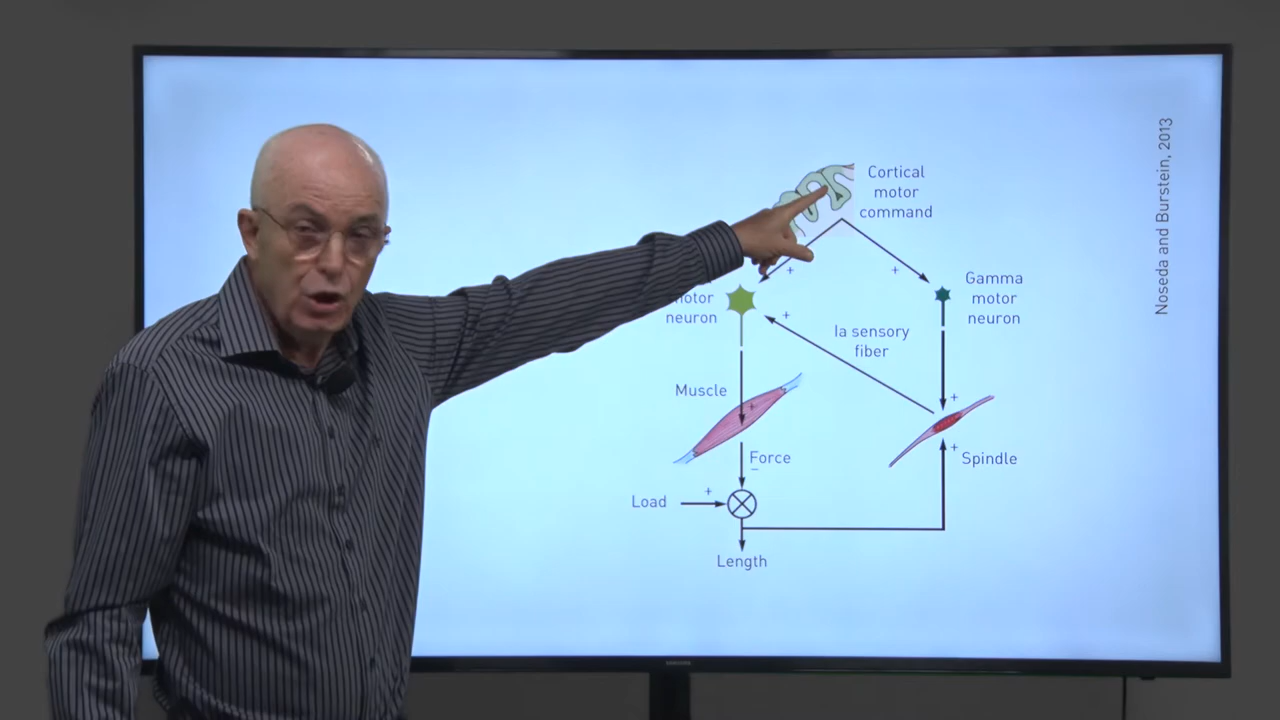 Cortical
motor
command
Noseda and Burstein, 2013
+
+
motor
neuron
Gamma
motor
neuron
+
Ia sensory
fiber
Muscle
+
+
Force
–
+
Spindle
Load
+
Length
SAMSUNG